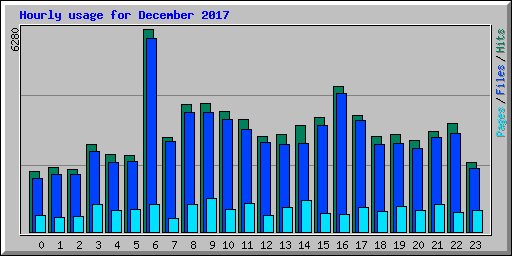 Hourly usage for December 2017
6280
Pages / Files / Hits
0 1 2 3 4 5 6 7 8 9 10 11 12 13 14 15 16 17 18 19 20 21 22 23